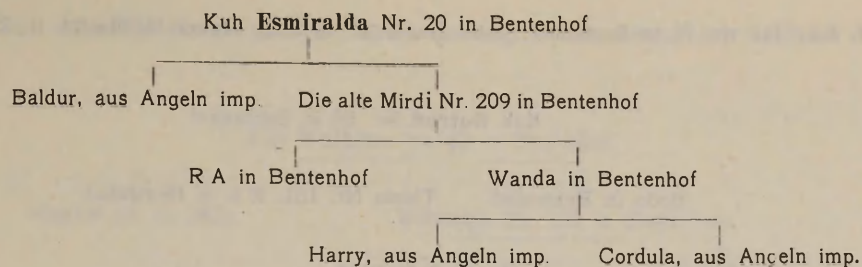 Kuh Esmiralda Nr. 20 in Bentenhof
Baldur, aus Angeln imp. Die alte Mirdi Nr. 209 in Bentenhof
R A in Bentenhof Wanda in Bentenhof
Harry, aus Angeln imp. Cordula, aus Anceln imp.